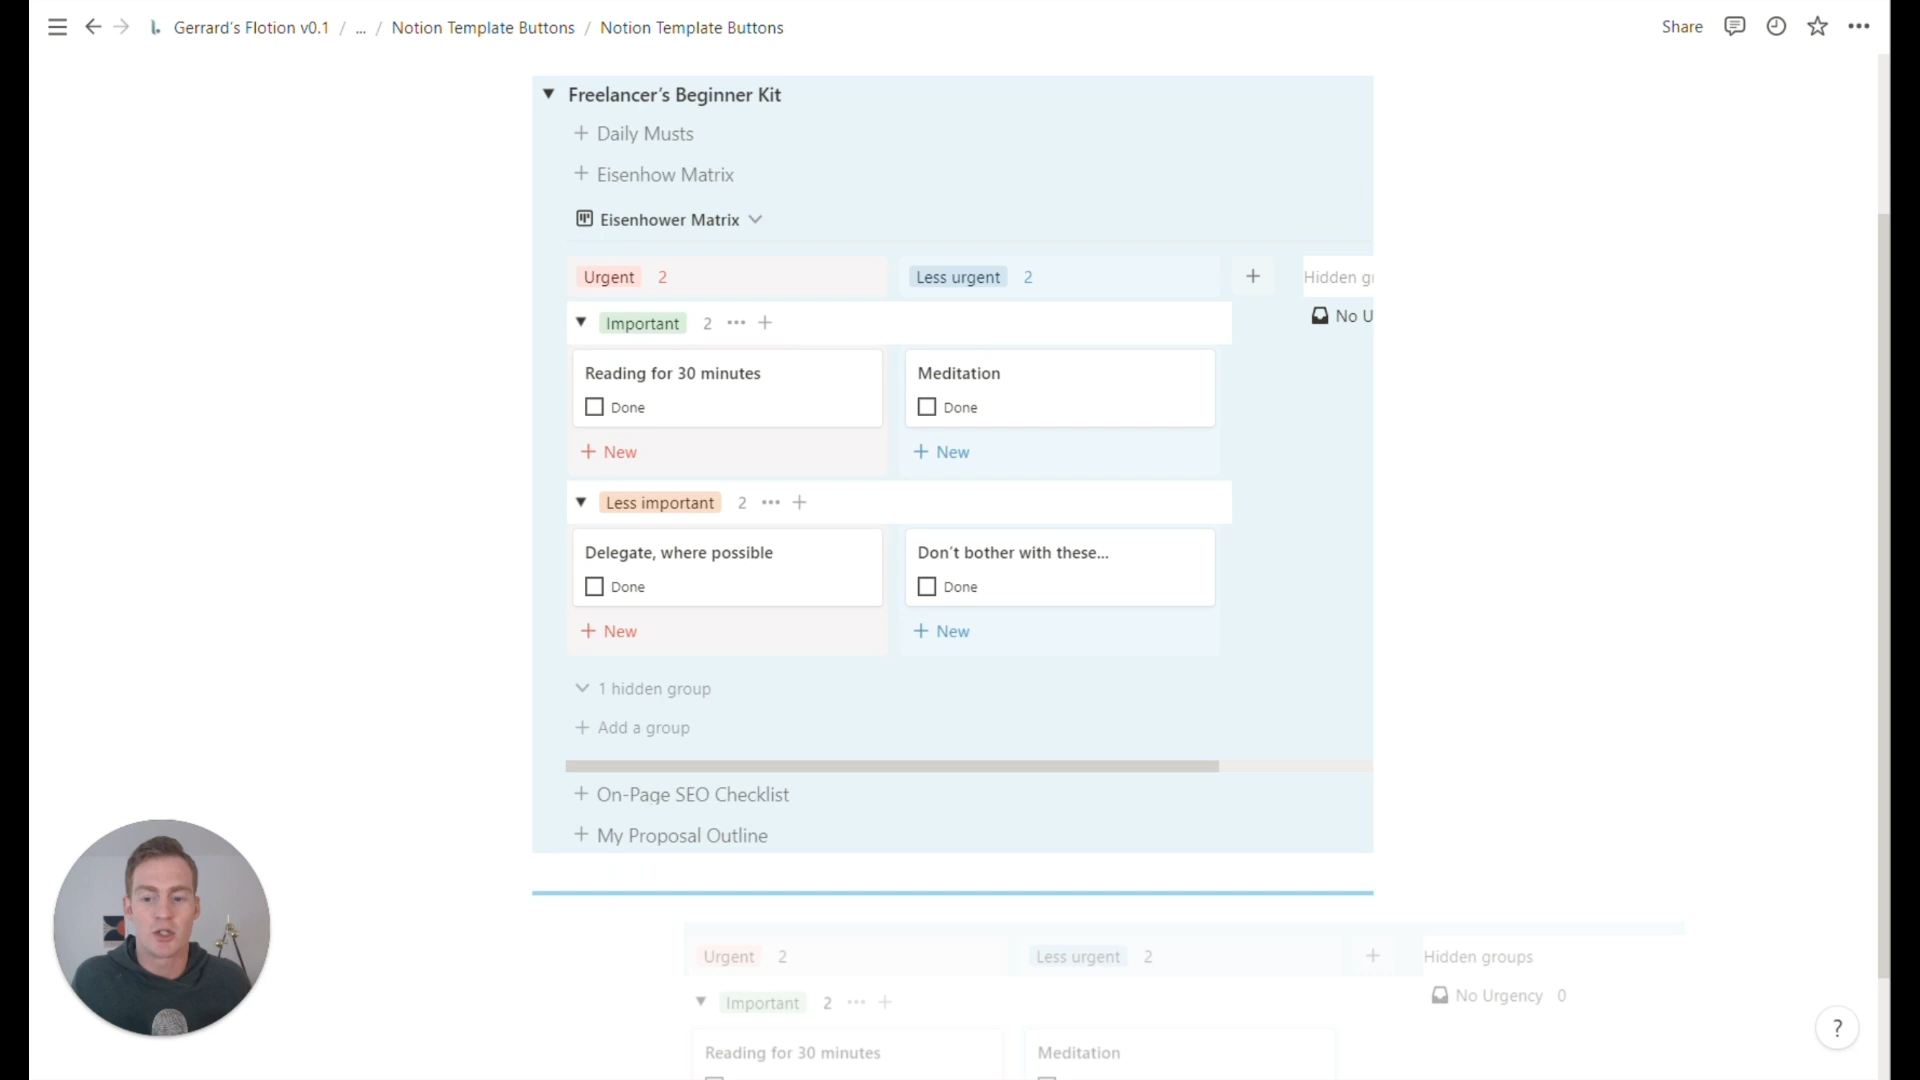 Gerrard's Flotion v0.1 / ... / Notion Template Buttons / Notion Template Buttons
Share
Freelancer's Beginner Kit
+ Daily Musts
+ Eisenhow Matrix
Eisenhower Matrix
Urgent 2
Less urgent 2
+
Hidden gr
No U
Important 2 ... +
Reading for 30 minutes
Done
Meditation
Done
+ New
+ New
Less important 2 ... +
Delegate, where possible
Done
Don't bother with these...
Done
+ New
+ New
1 hidden group
+ Add a group
+ On-Page SEO Checklist
+ My Proposal Outline
Urgent 2
Less urgent 2
+
Hidden groups
Important 2 ... +
No Urgency 0
Reading for 30 minutes
Meditation
?